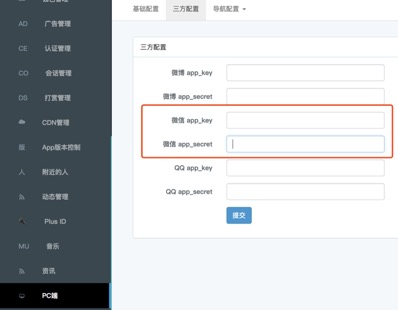 基础配置 三方配置 导航配置
AD 广告管理
CE 认证管理
CO 会话管理
DS 打赏管理
CDN管理
版 App版本控制
人 附近的人
动态管理
Plus ID
MU 音乐
资讯
PC端
三方配置
微博 app_key
微博 app_secret
微信 app_key
微信 app_secret
QQ app_key
QQ app_secret
提交